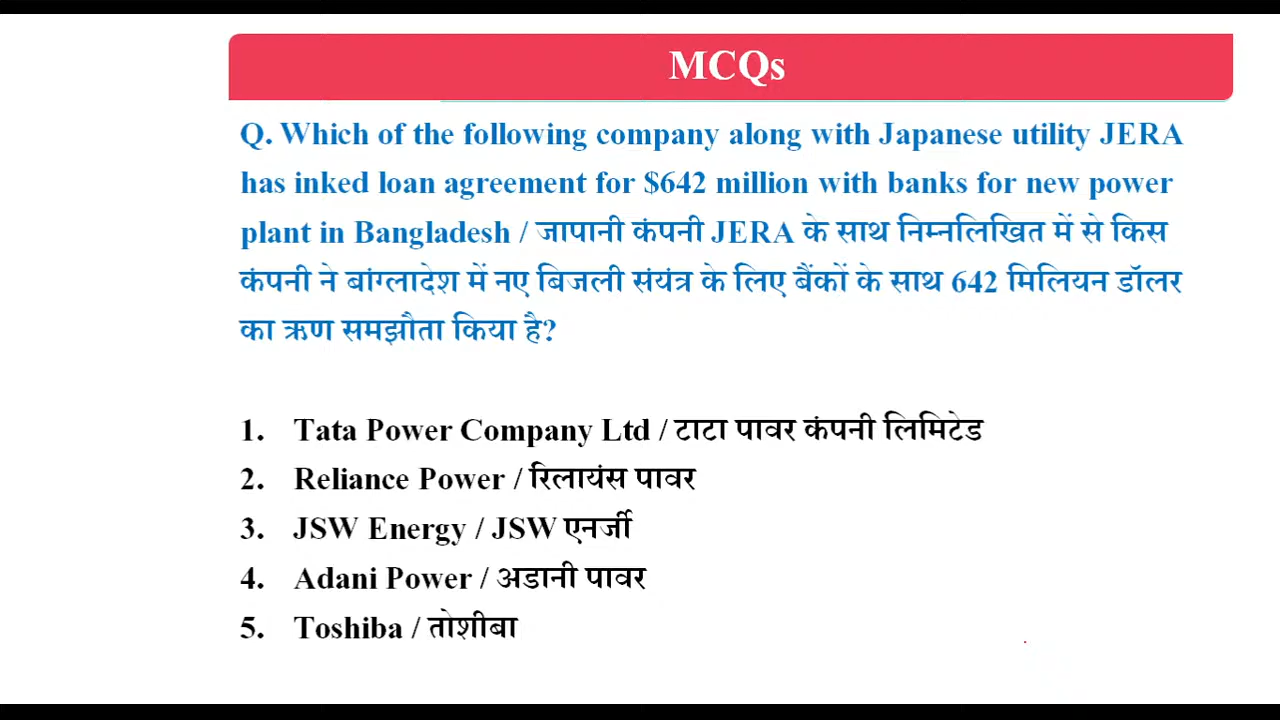 MCQs
Q. Which of the following company along with Japanese utility JERA
has inked loan agreement for $642 million with banks for new power
plant in Bangladesh / जापानी कंपनी JERA के साथ निम्नलिखित में से किस
कंपनी ने बांग्लादेश में नए बिजली संयंत्र के लिए बैंकों के साथ 642 मिलियन डॉलर
का ऋण समझौता किया है?
1. Tata Power Company Ltd / टाटा पावर कंपनी लिमिटेड
2. Reliance Power / रिलायंस पावर
3. JSW Energy / JSW एनर्जी
4. Adani Power / अडानी पावर
5. Toshiba / तोशीबा